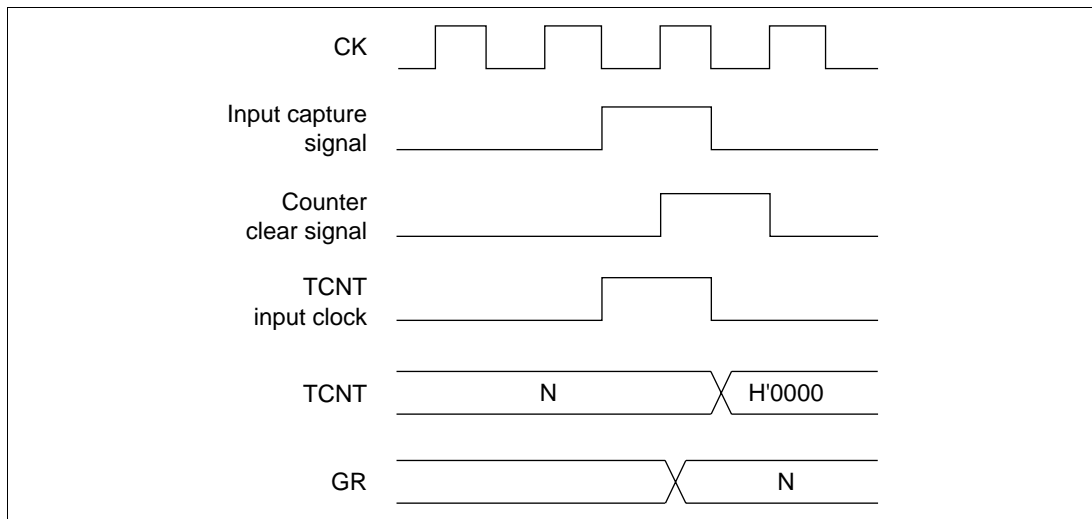 CK
Input capture
signal
Counter
clear signal
TCNT
input clock
TCNT
N
H'0000
GR
N